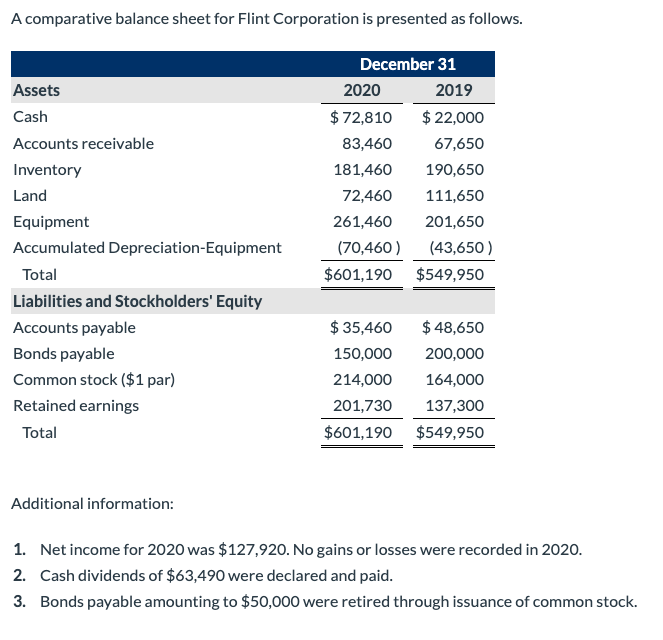 A comparative balance sheet for Flint Corporation is presented as follows.
December 31
Assets 2020 2019
Cash $ 72,810 $ 22,000
Accounts receivable 83,460 67,650
Inventory 181,460 190,650
Land 72,460 111,650
Equipment 261,460 201,650
Accumulated Depreciation-Equipment (70,460 ) (43,650 )
Total $601,190 $549,950
Liabilities and Stockholders' Equity
Accounts payable $ 35,460 $ 48,650
Bonds payable 150,000 200,000
Common stock ($1 par) 214,000 164,000
Retained earnings 201,730 137,300
Total $601,190 $549,950
Additional information:
1. Net income for 2020 was $127,920. No gains or losses were recorded in 2020.
2. Cash dividends of $63,490 were declared and paid.
3. Bonds payable amounting to $50,000 were retired through issuance of common stock.